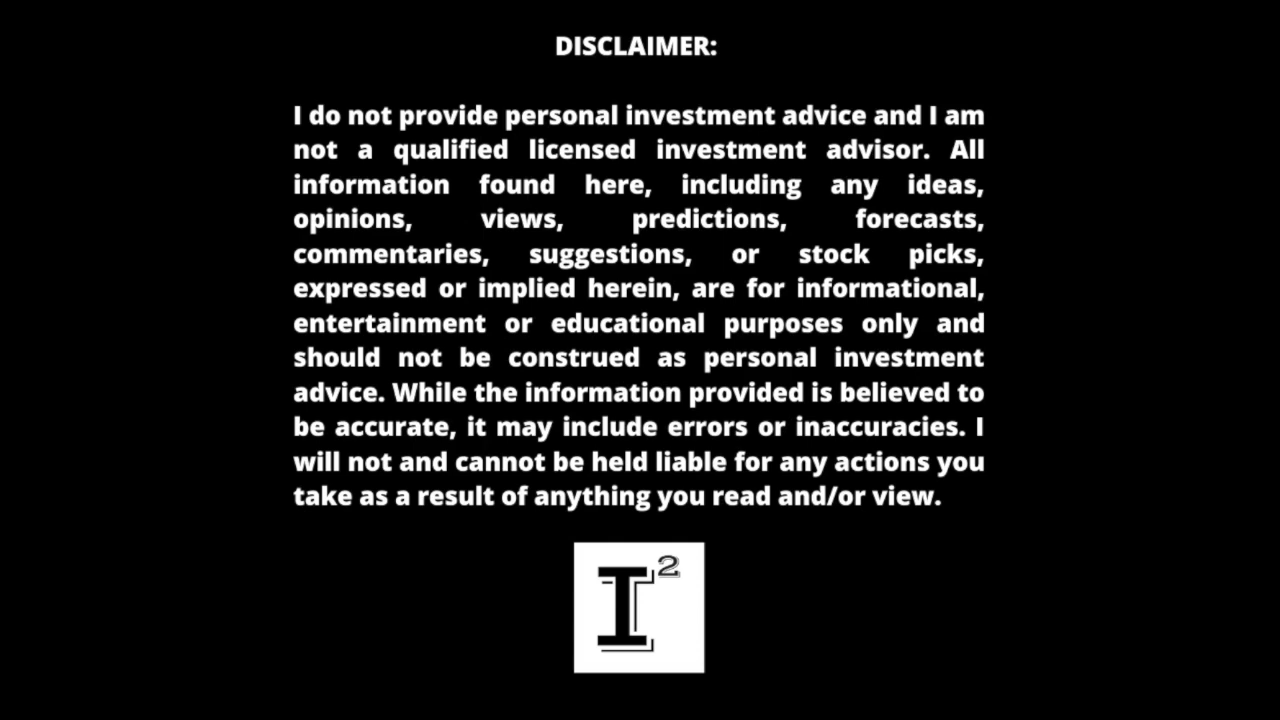 DISCLAIMER:
I do not provide personal investment advice and I am
not a qualified licensed investment advisor. All
information found here, including any ideas,
opinions, views, predictions, forecasts,
commentaries, suggestions, or stock picks,
expressed or implied herein, are for informational,
entertainment or educational purposes only and
should not be construed as personal investment
advice. While the information provided is believed to
be accurate, it may include errors or inaccuracies. I
will not and cannot be held liable for any actions you
take as a result of anything you read and/or view.
I²